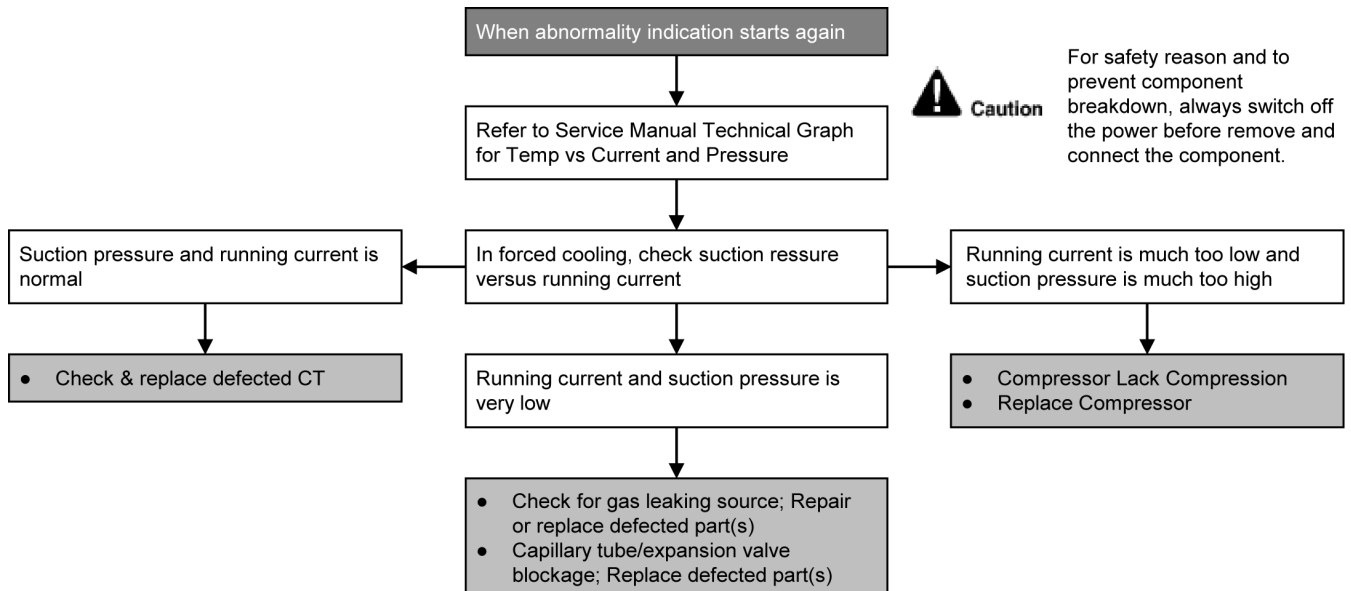 When abnormality indication starts again
For safety reason and to
prevent component
breakdown, always switch off
the power before remove and
connect the component.
Caution
Refer to Service Manual Technical Graph
for Temp vs Current and Pressure
Suction pressure and running current is
normal
In forced cooling, check suction ressure
versus running current
Running current is much too low and
suction pressure is much too high
● Check & replace defected CT
Running current and suction pressure is
very low
● Compressor Lack Compression
● Replace Compressor
● Check for gas leaking source; Repair
or replace defected part(s)
● Capillary tube/expansion valve
blockage; Replace defected part(s)